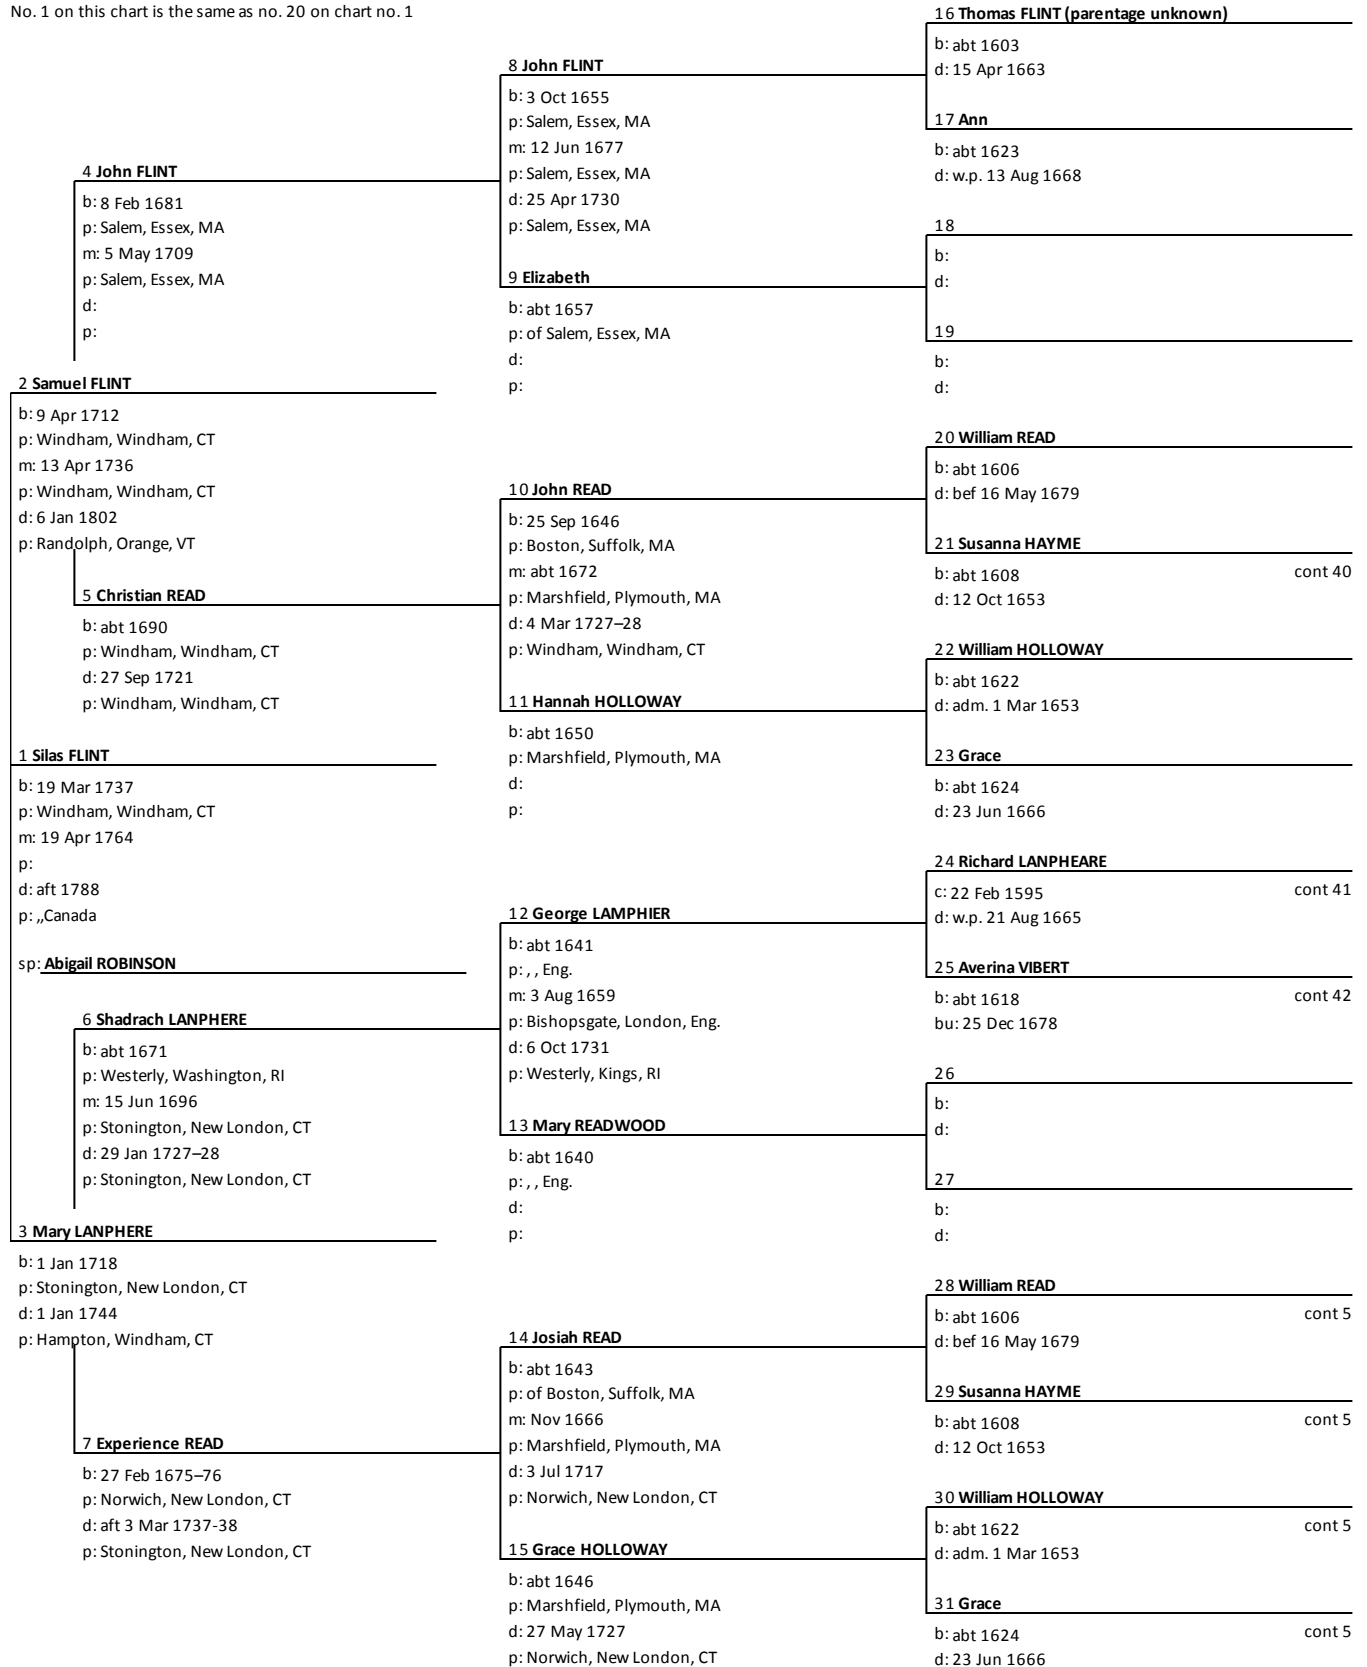 No. 1 on this chart is the same as no. 20 on chart no. 1
16 Thomas FLINT (parentage unknown)
b: abt 1603
d: 15 Apr 1663
8 John FLINT
b: 3 Oct 1655
p: Salem, Essex, MA
m: 12 Jun 1677
p: Salem, Essex, MA
d: 25 Apr 1730
p: Salem, Essex, MA
17 Ann
b: abt 1623
d: w.p. 13 Aug 1668
4 John FLINT
b: 8 Feb 1681
p: Salem, Essex, MA
m: 5 May 1709
p: Salem, Essex, MA
d:
p:
18
b:
d:
9 Elizabeth
b: abt 1657
p: of Salem, Essex, MA
d:
p:
19
b:
d:
2 Samuel FLINT
b: 9 Apr 1712
p: Windham, Windham, CT
m: 13 Apr 1736
p: Windham, Windham, CT
d: 6 Jan 1802
p: Randolph, Orange, VT
20 William READ
b: abt 1606
d: bef 16 May 1679
10 John READ
b: 25 Sep 1646
p: Boston, Suffolk, MA
m: abt 1672
p: Marshfield, Plymouth, MA
d: 4 Mar 1727–28
p: Windham, Windham, CT
21 Susanna HAYME
b: abt 1608 cont 40
d: 12 Oct 1653
5 Christian READ
b: abt 1690
p: Windham, Windham, CT
d: 27 Sep 1721
p: Windham, Windham, CT
22 William HOLLOWAY
b: abt 1622
d: adm. 1 Mar 1653
11 Hannah HOLLOWAY
b: abt 1650
p: Marshfield, Plymouth, MA
d:
p:
23 Grace
b: abt 1624
d: 23 Jun 1666
1 Silas FLINT
b: 19 Mar 1737
p: Windham, Windham, CT
m: 19 Apr 1764
p:
d: aft 1788
p: ,,Canada
24 Richard LANPHEARE
c: 22 Feb 1595 cont 41
d: w.p. 21 Aug 1665
12 George LAMPHIER
b: abt 1641
p: , , Eng.
m: 3 Aug 1659
p: Bishopsgate, London, Eng.
d: 6 Oct 1731
p: Westerly, Kings, RI
sp: Abigail ROBINSON
25 Averina VIBERT
b: abt 1618 cont 42
bu: 25 Dec 1678
6 Shadrach LANPHERE
b: abt 1671
p: Westerly, Washington, RI
m: 15 Jun 1696
p: Stonington, New London, CT
d: 29 Jan 1727–28
p: Stonington, New London, CT
26
b:
d:
13 Mary READWOOD
b: abt 1640
p: , , Eng.
d:
p:
27
b:
d:
3 Mary LANPHERE
b: 1 Jan 1718
p: Stonington, New London, CT
d: 1 Jan 1744
p: Hampton, Windham, CT
28 William READ
b: abt 1606 cont 5
d: bef 16 May 1679
14 Josiah READ
b: abt 1643
p: of Boston, Suffolk, MA
m: Nov 1666
p: Marshfield, Plymouth, MA
d: 3 Jul 1717
p: Norwich, New London, CT
29 Susanna HAYME
b: abt 1608 cont 5
d: 12 Oct 1653
7 Experience READ
b: 27 Feb 1675–76
p: Norwich, New London, CT
d: aft 3 Mar 1737-38
p: Stonington, New London, CT
30 William HOLLOWAY
b: abt 1622 cont 5
d: adm. 1 Mar 1653
15 Grace HOLLOWAY
b: abt 1646
p: Marshfield, Plymouth, MA
d: 27 May 1727
p: Norwich, New London, CT
31 Grace
b: abt 1624 cont 5
d: 23 Jun 1666